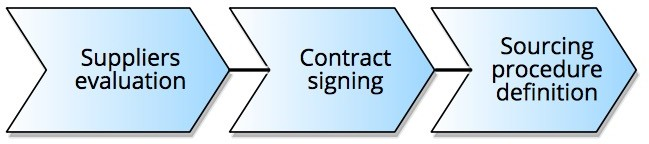 Suppliers
evaluation
Contract
signing
Sourcing
procedure
definition